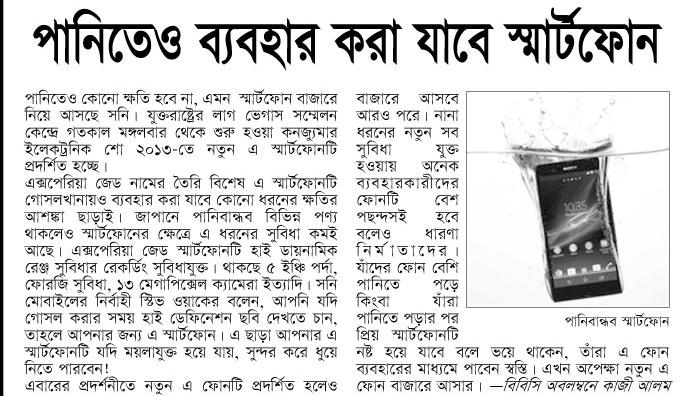 পানিতেও ব্যবহার করা যাবে স্মার্টফোন
পানিতেও কোনো ক্ষতি হবে না, এমন স্মার্টফোন বাজারে
নিয়ে আসছে সনি। যুক্তরাষ্ট্রের লাগ ভেগাস সম্মেলন
কেন্দ্রে গতকাল মঙ্গলবার থেকে শুরু হওয়া কনজ্যুমার
ইলেকট্রনিক শো ২০১৩-তে নতুন এ স্মার্টফোনটি
প্রদর্শিত হচ্ছে।
এক্সপেরিয়া জেড নামের তৈরি বিশেষ এ স্মার্টফোনটি
গোসলখানায়ও ব্যবহার করা যাবে কোনো ধরনের ক্ষতির
আশঙ্কা ছাড়াই। জাপানে পানিবান্ধব বিভিন্ন পণ্য
থাকলেও স্মার্টফোনের ক্ষেত্রে এ ধরনের সুবিধা কমই
আছে। এক্সপেরিয়া জেড স্মার্টফোনটি হাই ডায়নামিক
রেঞ্জ সুবিধার রেকর্ডিং সুবিধাযুক্ত। থাকছে ৫ ইঞ্চি পর্দা,
ফোরজি সুবিধা, ১৩ মেগাপিক্সেল ক্যামেরা ইত্যাদি। সনি
মোবাইলের নির্বাহী স্টিভ ওয়াকের বলেন, আপনি যদি
গোসল করার সময় হাই ডেফিনেশন ছবি দেখতে চান,
তাহলে আপনার জন্য এ স্মার্টফোন। এ ছাড়া আপনার এ
স্মার্টফোনটি যদি ময়লাযুক্ত হয়ে যায়, সুন্দর করে ধুয়ে
নিতে পারবেন!
এবারের প্রদর্শনীতে নতুন এ ফোনটি প্রদর্শিত হলেও
বাজারে আসবে
আরও পরে। নানা
ধরনের নতুন সব
সুবিধা যুক্ত
হওয়ায় অনেক
ব্যবহারকারীদের
ফোনটি বেশ
পছন্দসই হবে
বলেও ধারণা
নির্মাতাদের।
যাঁদের ফোন বেশি
পানিতে পড়ে
কিংবা যাঁরা
পানিতে পড়ার পর
প্রিয় স্মার্টফোনটি
নষ্ট হয়ে যাবে বলে ভয়ে থাকেন, তাঁরা এ ফোন
ব্যবহারের মাধ্যমে পাবেন স্বস্তি। এখন অপেক্ষা নতুন এ
ফোন বাজারে আসার। —বিবিসি অবলম্বনে কাজী আলম
SONY
10:35
পানিবান্ধব স্মার্টফোন